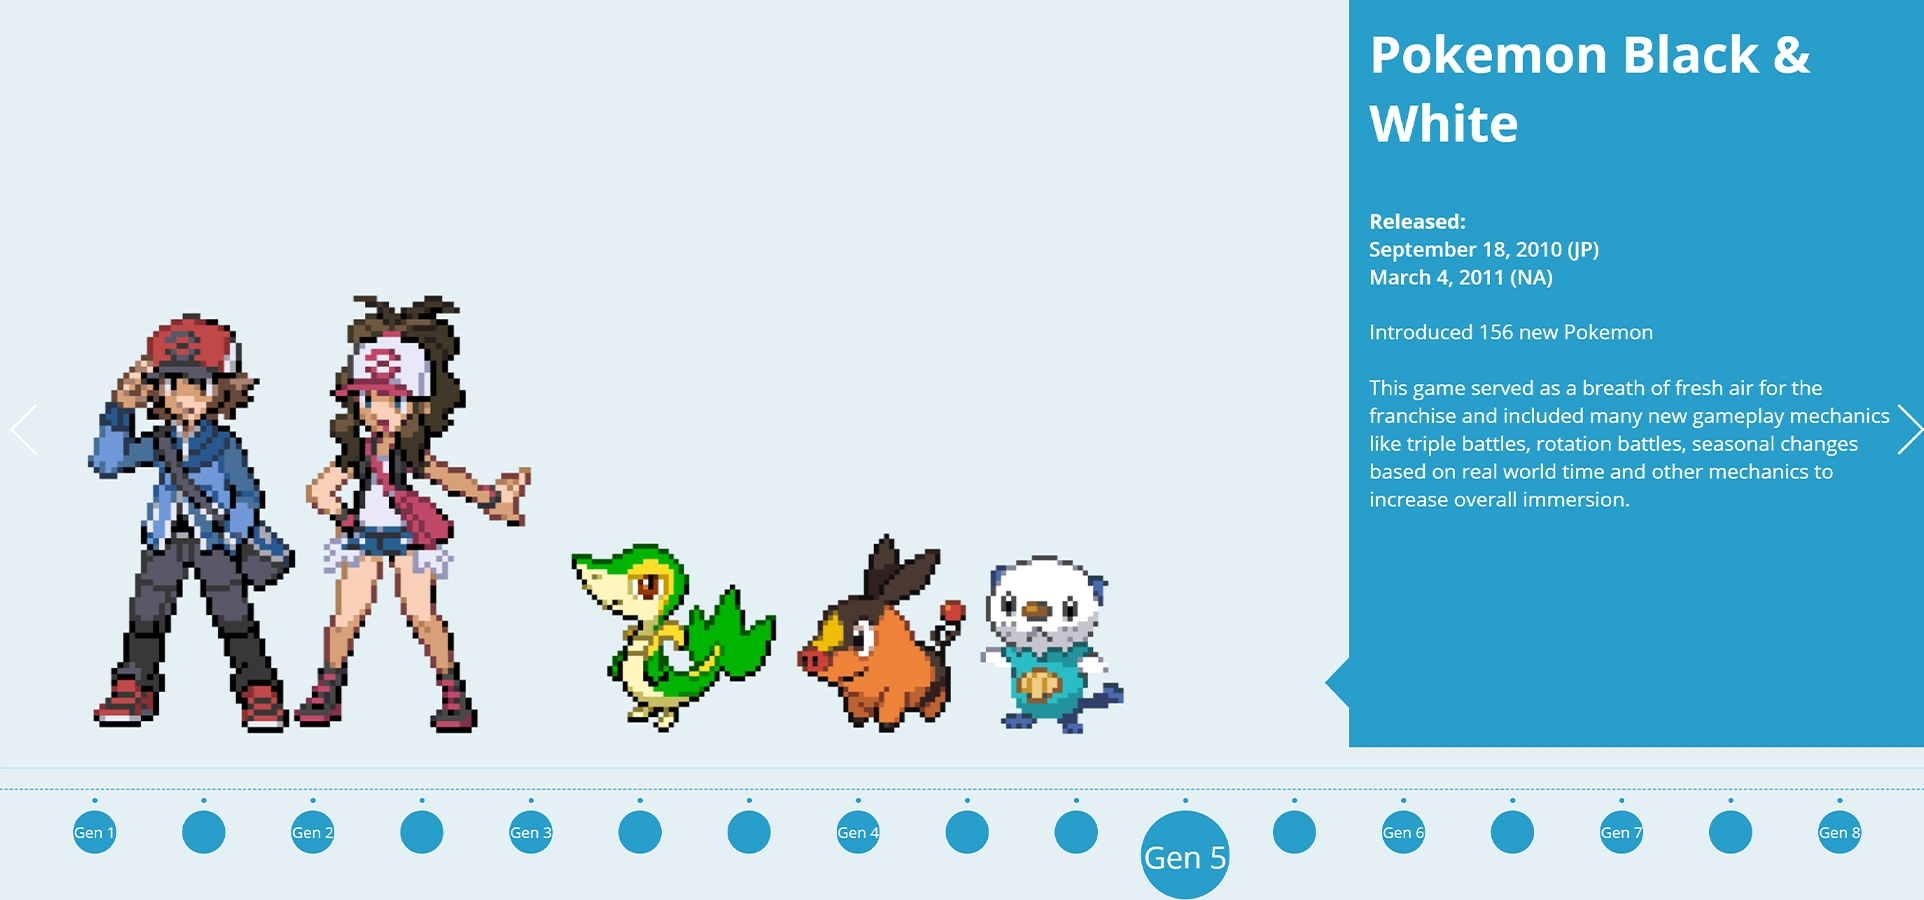 Pokemon Black &
White
Released:
September 18, 2010 (JP)
March 4, 2011 (NA)
Introduced 156 new Pokemon
This game served as a breath of fresh air for the
franchise and included many new gameplay mechanics
like triple battles, rotation battles, seasonal changes
based on real world time and other mechanics to
increase overall immersion.
Gen 1
Gen 2
Gen 3
Gen 4
Gen 5
Gen 6
Gen 7
Gen 8